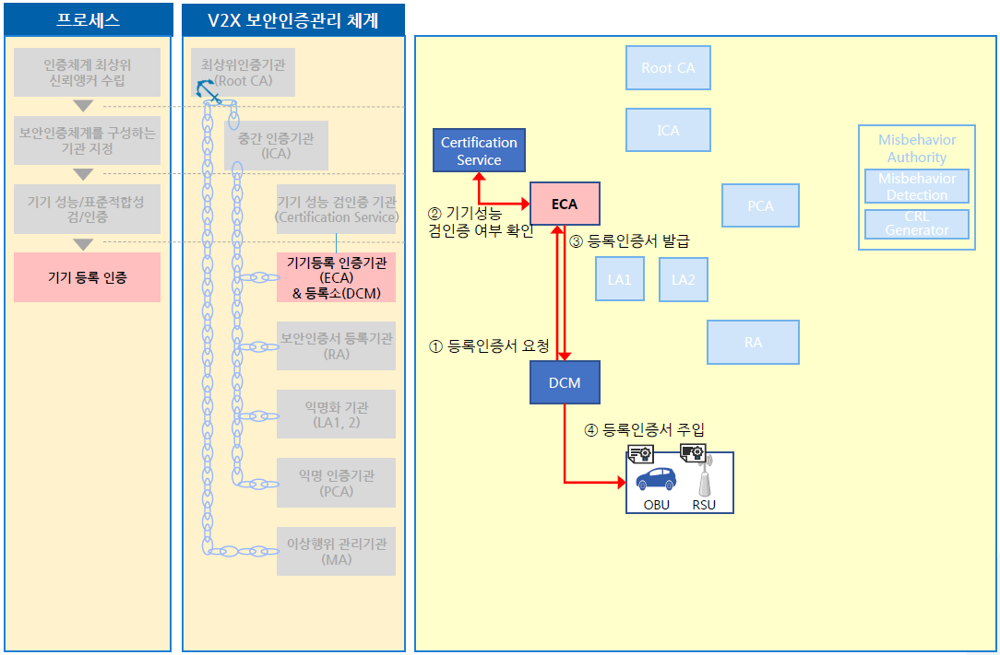 프로세스
인증체계 최상위
신뢰앵커 수립
보안인증체계를 구성하는
기관 지정
기기 성능/표준적합성
검/인증
기기 등록 인증
V2X 보안인증관리 체계
최상위인증기관
(Root CA)
중간 인증기관
(ICA)
기기 성능 검인증 기관
(Certification Service)
기기등록 인증기관
(ECA)
& 등록소(DCM)
보안인증서 등록기관
(RA)
익명화 기관
(LA1, 2)
익명 인증기관
(PCA)
이상행위 관리기관
(MA)
Root CA
ICA
Certification
Service
Misbehavior
Authority
Misbehavior
Detection
CRL
Generator
ECA
PCA
② 기기성능
검인증 여부 확인
③ 등록인증서 발급
LA1
LA2
RA
① 등록인증서 요청
DCM
④ 등록인증서 주입
OBU
RSU